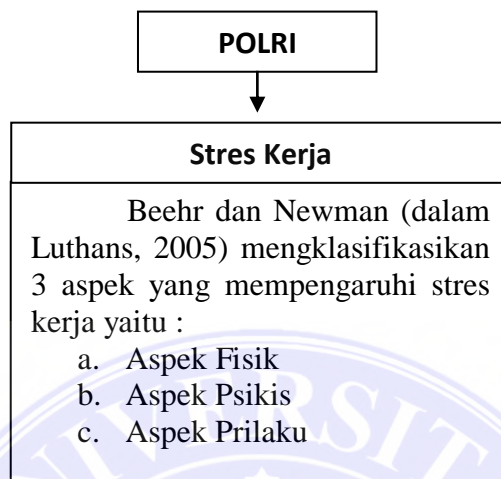 POLRI
Stres Kerja
Beehr dan Newman (dalam
Luthans, 2005) mengklasifikasikan
3 aspek yang mempengaruhi stres
kerja yaitu :
a. Aspek Fisik
b. Aspek Psikis
c. Aspek Prilaku